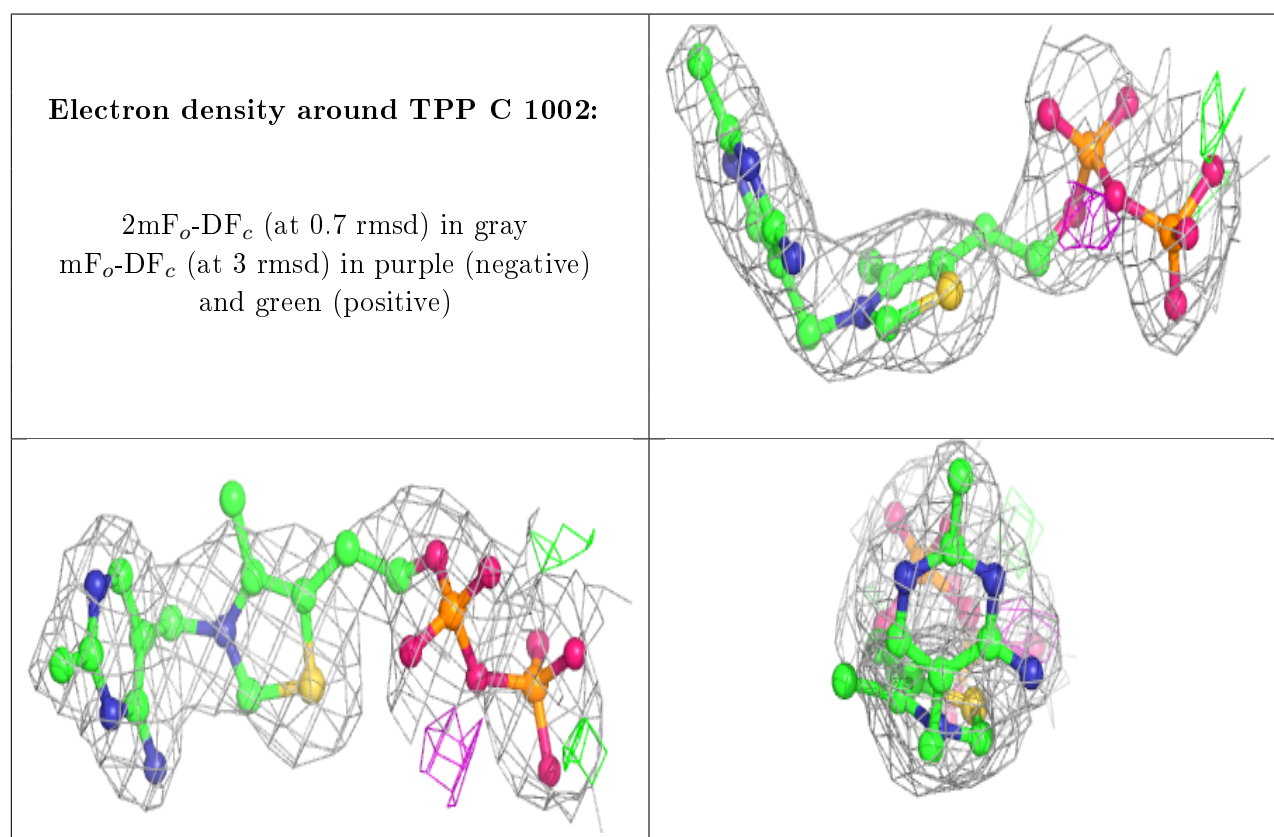 Electron density around TPP C 1002:
2mFₒ-DF𝒸 (at 0.7 rmsd) in gray
mFₒ-DF𝒸 (at 3 rmsd) in purple (negative)
and green (positive)